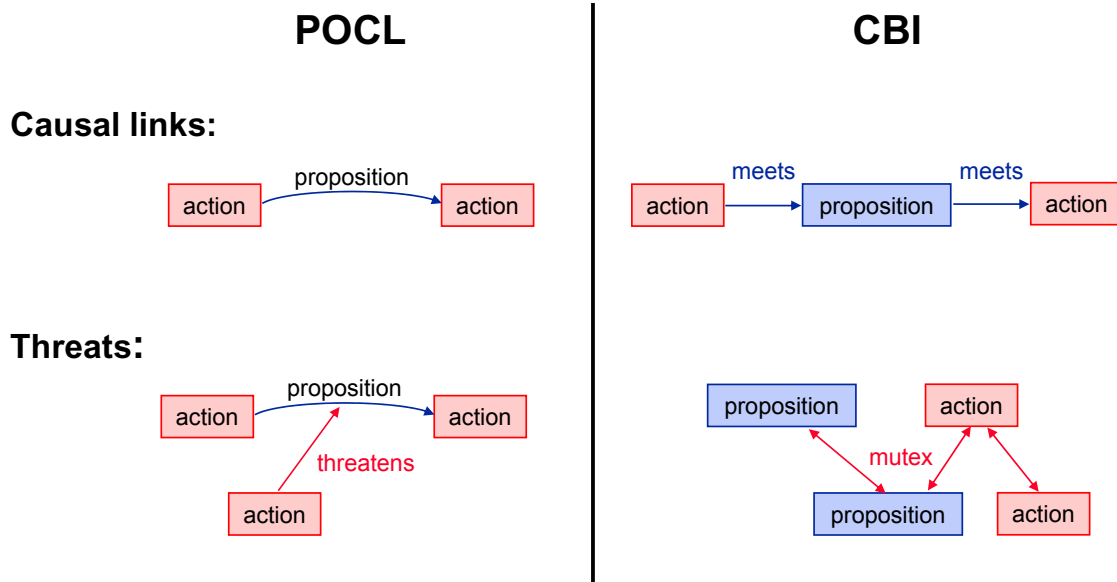 POCL
CBI
Causal links:
proposition
action
action
meets
meets
action
proposition
action
Threats:
proposition
action
action
threatens
action
proposition
action
mutex
proposition
action